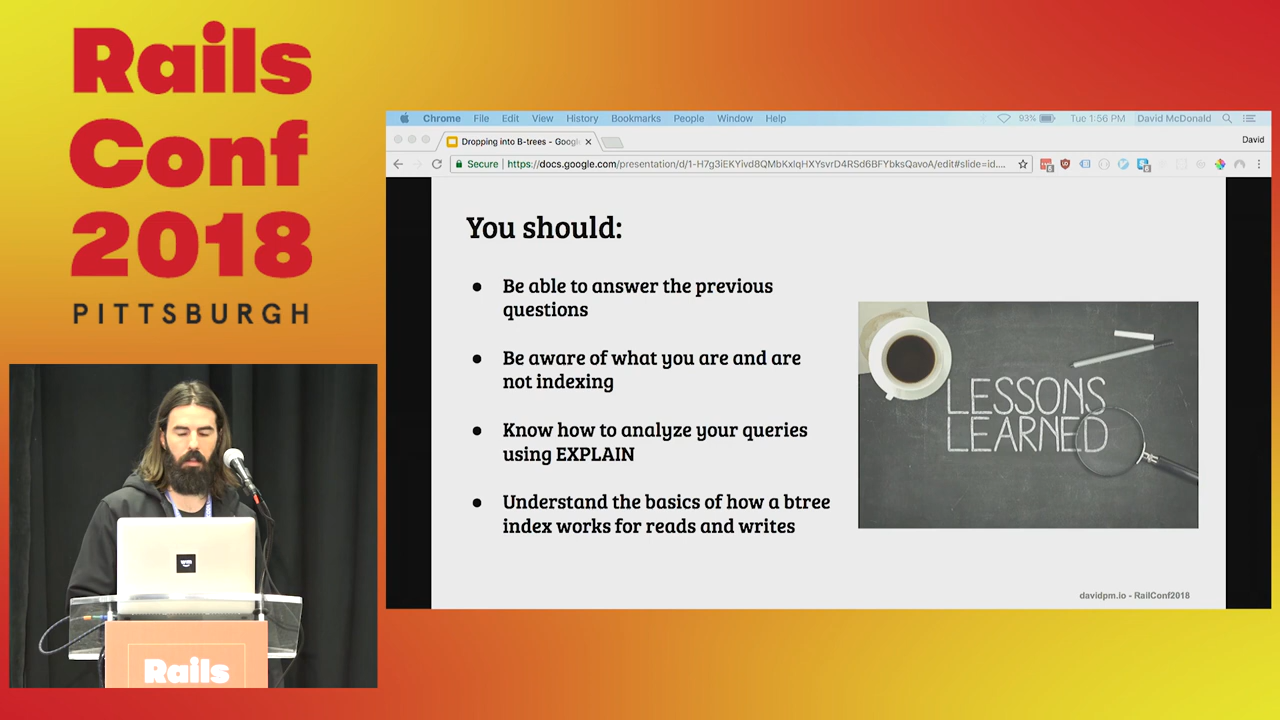 Rails
Conf
2018
PITTSBURGH
Chrome File Edit View History Bookmarks People Window Help 93% Tue 1:56 PM David McDonald
Dropping into B-trees - Googl
David
Secure | https://docs.google.com/presentation/d/1-H7g3iEKYivd8QMbKxlqHXYsvrD4RSd6BFYbksQavoA/edit#slide=id....
You should:
● Be able to answer the previous
questions
● Be aware of what you are and are
not indexing
● Know how to analyze your queries
using EXPLAIN
● Understand the basics of how a btree
index works for reads and writes
LESSONS
LEARNED
davidpm.io - RailConf2018
Rails